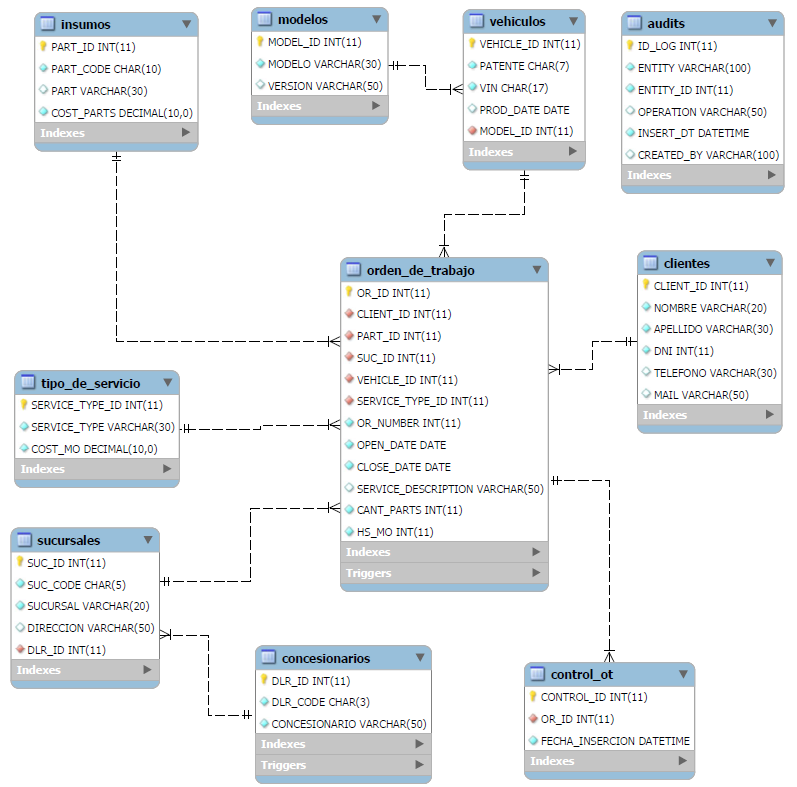 insumos
PART_ID INT(11)
PART_CODE CHAR(10)
PART VARCHAR(30)
COST_PARTS DECIMAL(10,0)
Indexes
modelos
MODEL_ID INT(11)
MODELO VARCHAR(30)
VERSION VARCHAR(50)
Indexes
vehiculos
VEHICLE_ID INT(11)
PATENTE CHAR(7)
VIN CHAR(17)
PROD_DATE DATE
MODEL_ID INT(11)
Indexes
audits
ID_LOG INT(11)
ENTITY VARCHAR(100)
ENTITY_ID INT(11)
OPERATION VARCHAR(50)
INSERT_DT DATETIME
CREATED_BY VARCHAR(100)
Indexes
orden_de_trabajo
OR_ID INT(11)
CLIENT_ID INT(11)
PART_ID INT(11)
SUC_ID INT(11)
VEHICLE_ID INT(11)
SERVICE_TYPE_ID INT(11)
OR_NUMBER INT(11)
OPEN_DATE DATE
CLOSE_DATE DATE
SERVICE_DESCRIPTION VARCHAR(50)
CANT_PARTS INT(11)
HS_MO INT(11)
Indexes
Triggers
clientes
CLIENT_ID INT(11)
NOMBRE VARCHAR(20)
APELLIDO VARCHAR(30)
DNI INT(11)
TELEFONO VARCHAR(30)
MAIL VARCHAR(50)
Indexes
tipo_de_servicio
SERVICE_TYPE_ID INT(11)
SERVICE_TYPE VARCHAR(30)
COST_MO DECIMAL(10,0)
Indexes
sucursales
SUC_ID INT(11)
SUC_CODE CHAR(5)
SUCURSAL VARCHAR(20)
DIRECCION VARCHAR(50)
DLR_ID INT(11)
Indexes
concesionarios
DLR_ID INT(11)
DLR_CODE CHAR(3)
CONCESIONARIO VARCHAR(50)
Indexes
Triggers
control_ot
CONTROL_ID INT(11)
OR_ID INT(11)
FECHA_INSERCION DATETIME
Indexes